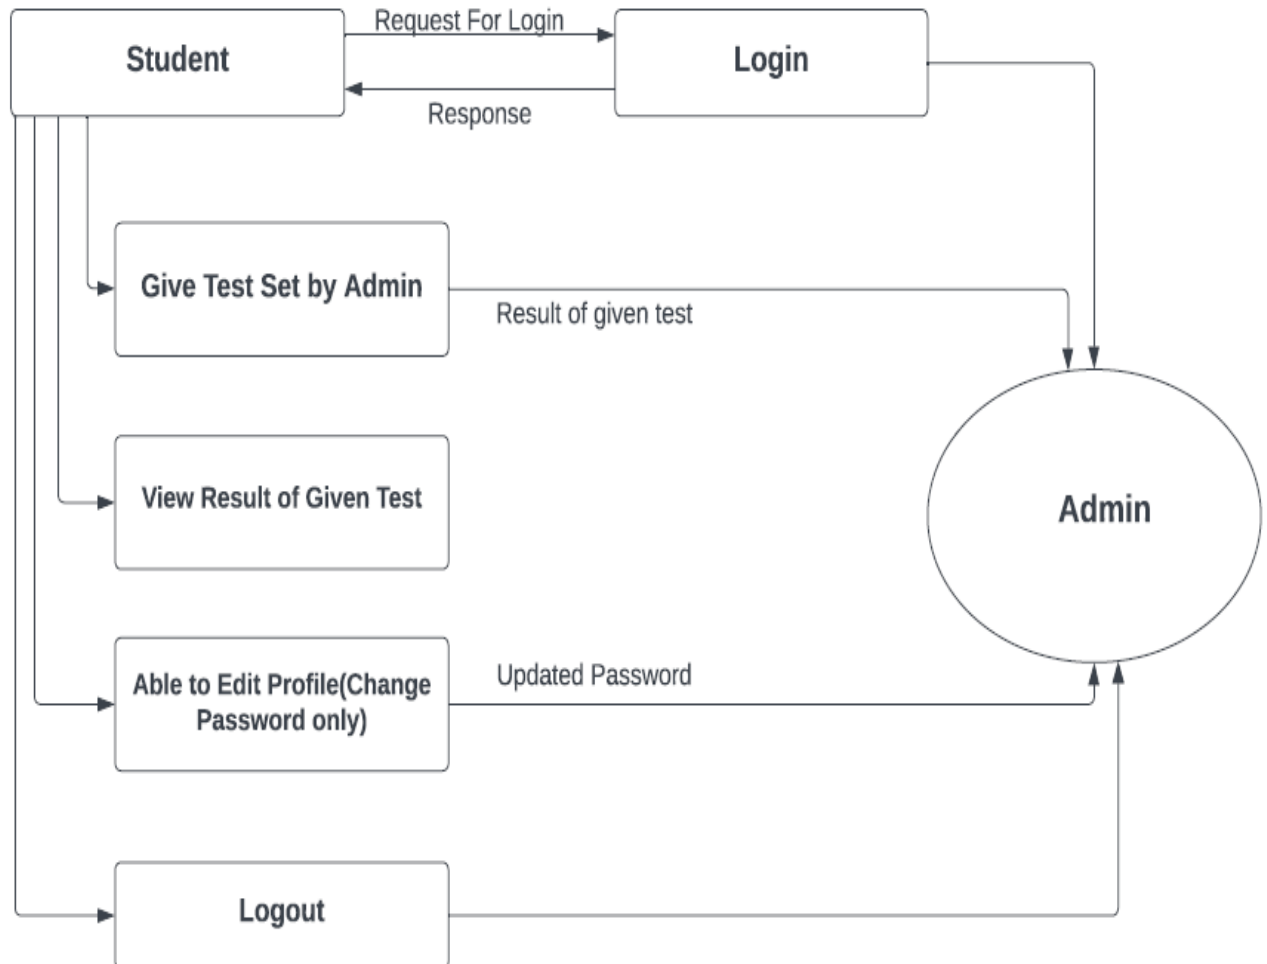 Request For Login
Student
Login
Response
Give Test Set by Admin
Result of given test
View Result of Given Test
Admin
Able to Edit Profile(Change
Password only)
Updated Password
Logout